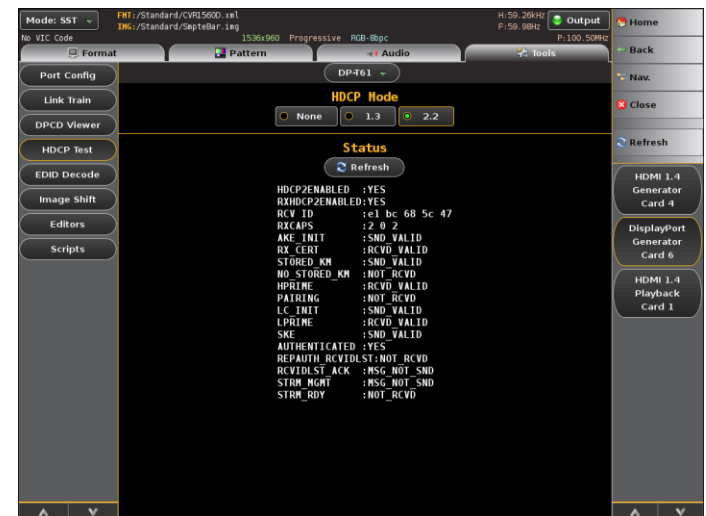 Mode: SST
FMT:/Standard/CVR1560D.xml
IMG:/Standard/SmpteBar.img
H:59.26kHz
F:59.98Hz
Output
No VIC Code
1536x960 Progressive RGB-8bpc
P:100.50MHz
Format
Pattern
Audio
Tools
Home
Back
Nav.
Close
Refresh
HDMI 1.4
Generator
Card 4
DisplayPort
Generator
Card 6
HDMI 1.4
Playback
Card 1
Port Config
Link Train
DPCD Viewer
HDCP Test
EDID Decode
Image Shift
Editors
Scripts
DP-T61
HDCP Mode
None
1.3
2.2
Status
Refresh
HDCP2ENABLED :YES
RXHDCP2ENABLED:YES
RCV ID :e1 bc 68 5c 47
RXCAPS :2 0 2
AKE_INIT :SND_VALID
RX_CERT :RCVD_VALID
STORED_KM :SND_VALID
NO_STORED_KM :NOT_RCVD
HPRIME :RCVD_VALID
PAIRING :NOT_RCVD
LC_INIT :SND_VALID
LPRIME :RCVD_VALID
SKE :SND_VALID
AUTHENTICATED :YES
REPAUTH_RCVIDLST:NOT_RCVD
RCVIDLST_ACK :MSG_NOT_SND
STRM_MGMT :MSG_NOT_SND
STRM_RDY :NOT_RCVD